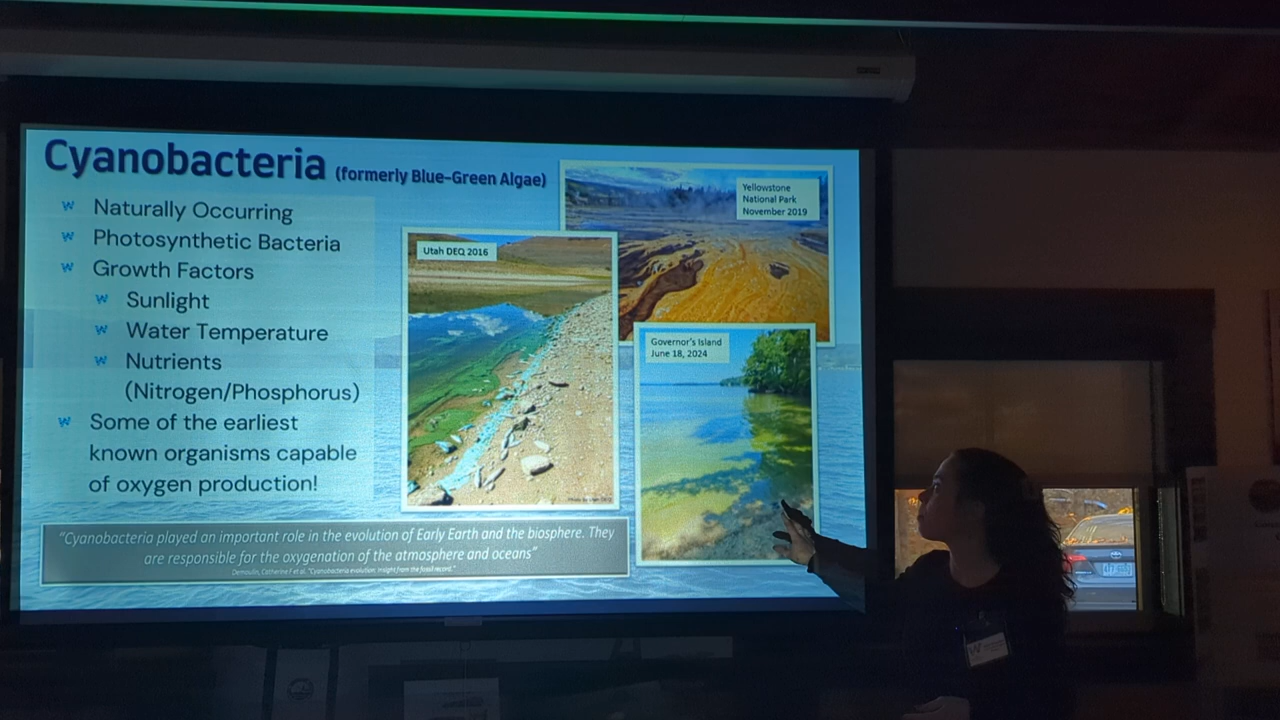 Cyanobacteria (formerly Blue-Green Algae)
Naturally Occurring
Photosynthetic Bacteria
Growth Factors
Sunlight
Water Temperature
Nutrients
(Nitrogen/Phosphorus)
Some of the earliest
known organisms capable
of oxygen production!
Utah DEQ 2016
Yellowstone
National Park
November 2019
Governor's Island
June 18, 2024
"Cyanobacteria played an important role in the evolution of Early Earth and the biosphere. They
are responsible for the oxygenation of the atmosphere and oceans"
Demoulin, Catherine F et al. "Cyanobacteria evolution: Insight from the fossil record."